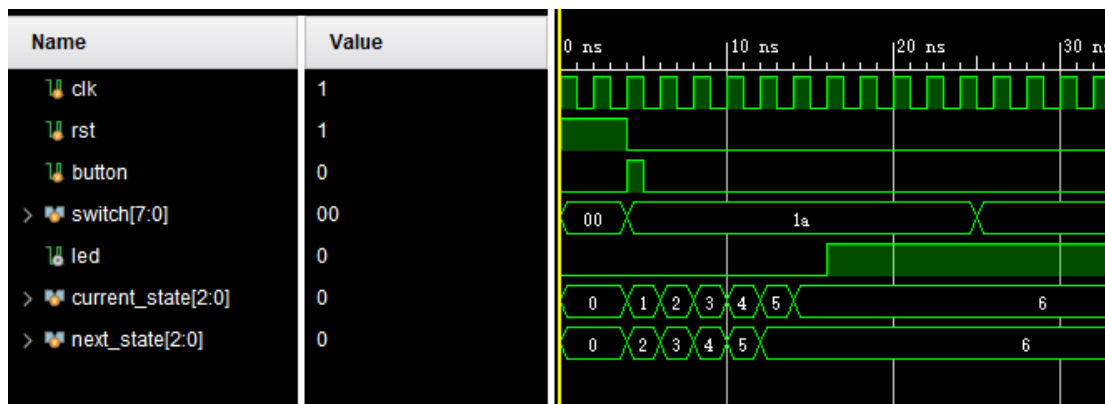 Name Value
0 ns 10 ns 20 ns 30 n
clk 1
rst 1
button 0
switch[7:0] 00 00 1a
led 0
current_state[2:0] 0 0 1 2 3 4 5 6
next_state[2:0] 0 0 2 3 4 5 6